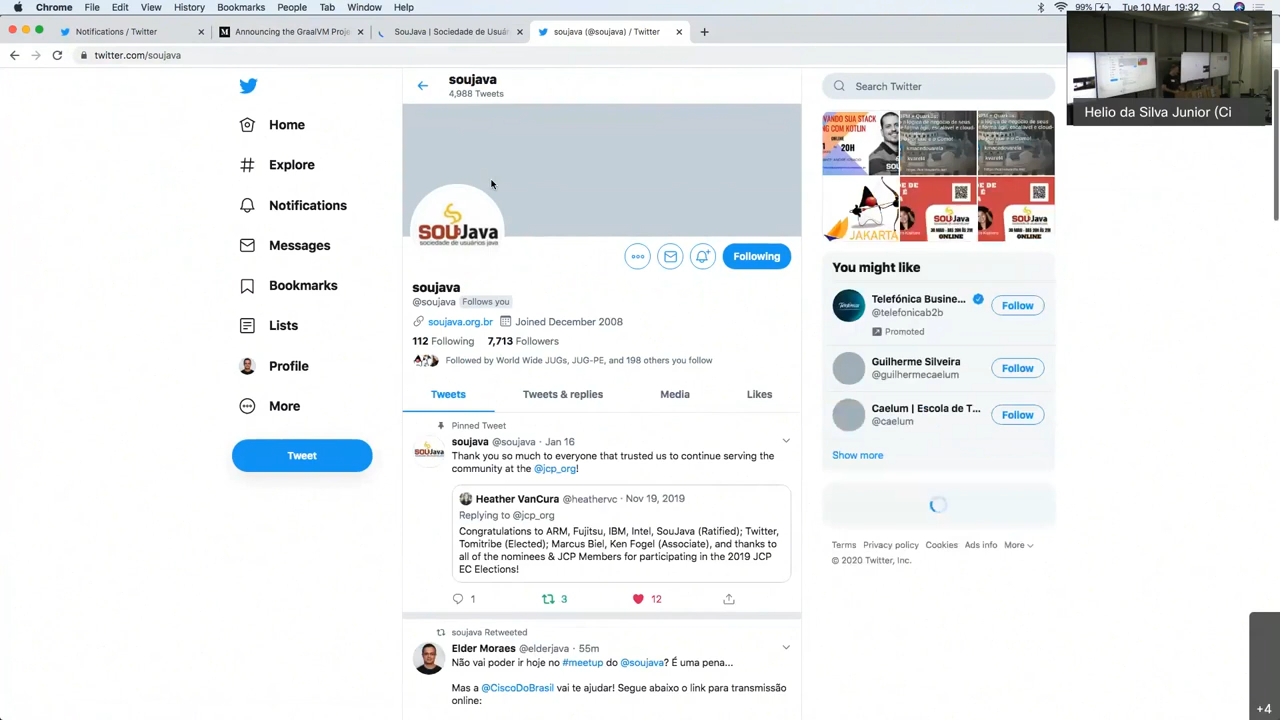 Chrome File Edit View History Bookmarks People Tab Window Help
99% Tue 10 Mar 19:32
Notifications / Twitter
Announcing the GraalVM Proje
SouJava | Sociedade de Usuár
soujava (@soujava) / Twitter
twitter.com/soujava
Helio da Silva Junior (Ci
Home
Explore
Notifications
Messages
Bookmarks
Lists
Profile
More
Tweet
soujava
4,988 Tweets
SOUJava
sociedade de usuários java
Following
soujava
@soujava Follows you
soujava.org.br Joined December 2008
112 Following 7,713 Followers
Followed by World Wide JUGs, JUG-PE, and 198 others you follow
Tweets Tweets & replies Media Likes
Pinned Tweet
soujava @soujava · Jan 16
Thank you so much to everyone that trusted us to continue serving the
community at the @jcp_org!
Heather VanCura @heathervc · Nov 19, 2019
Replying to @jcp_org
Congratulations to ARM, Fujitsu, IBM, Intel, SouJava (Ratified); Twitter,
Tomitribe (Elected); Marcus Biel, Ken Fogel (Associate), and thanks to
all of the nominees & JCP Members for participating in the 2019 JCP
EC Elections!
1 3 12
soujava Retweeted
Elder Moraes @elderjava · 55m
Não vai poder ir hoje no #meetup do @soujava? É uma pena...
Mas a @CiscoDoBrasil vai te ajudar! Segue abaixo o link para transmissão
online:
Search Twitter
20H
JAKARTA
SOUJava
ONLINE
SOUJava
ONLINE
You might like
Telefónica Busine...
@telefonicab2b
Promoted
Follow
Guilherme Silveira
@guilhermecaelum
Follow
Caelum | Escola de T...
@caelum
Follow
Show more
Terms Privacy policy Cookies Ads info More
© 2020 Twitter, Inc.
+4